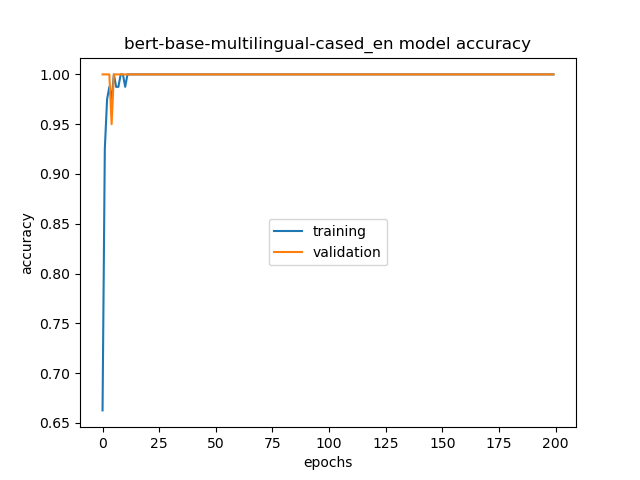 bert-base-multilingual-cased_en model accuracy
1.00
0.95
0.90
0.85
0.80
0.75
0.70
0.65
accuracy
training
validation
0 25 50 75 100 125 150 175 200
epochs